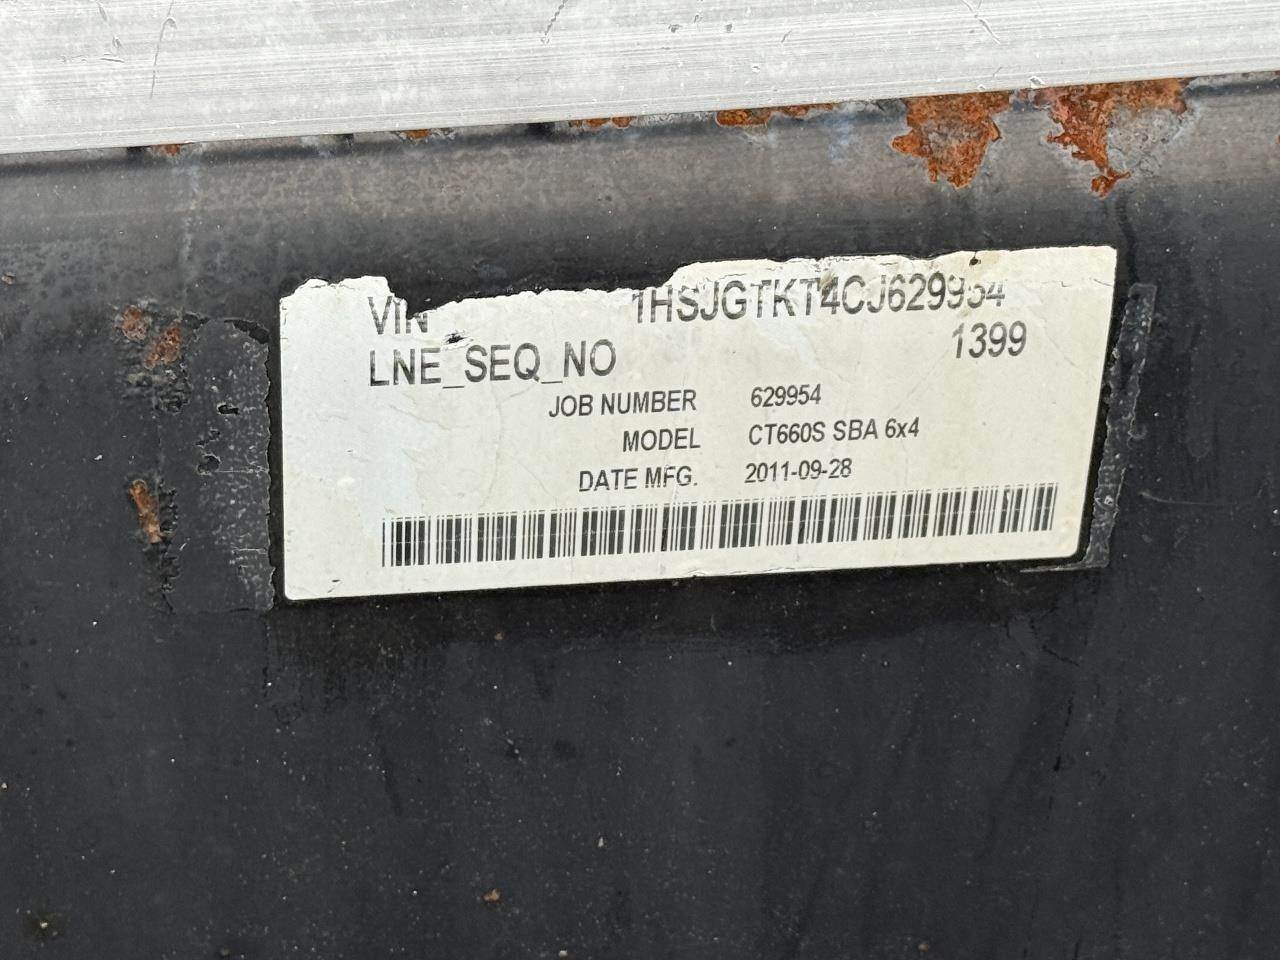 VIN 1HSJGTKT4CJ629954
LNE_SEQ_NO 1399
JOB NUMBER 629954
MODEL CT660S SBA 6x4
DATE MFG. 2011-09-28